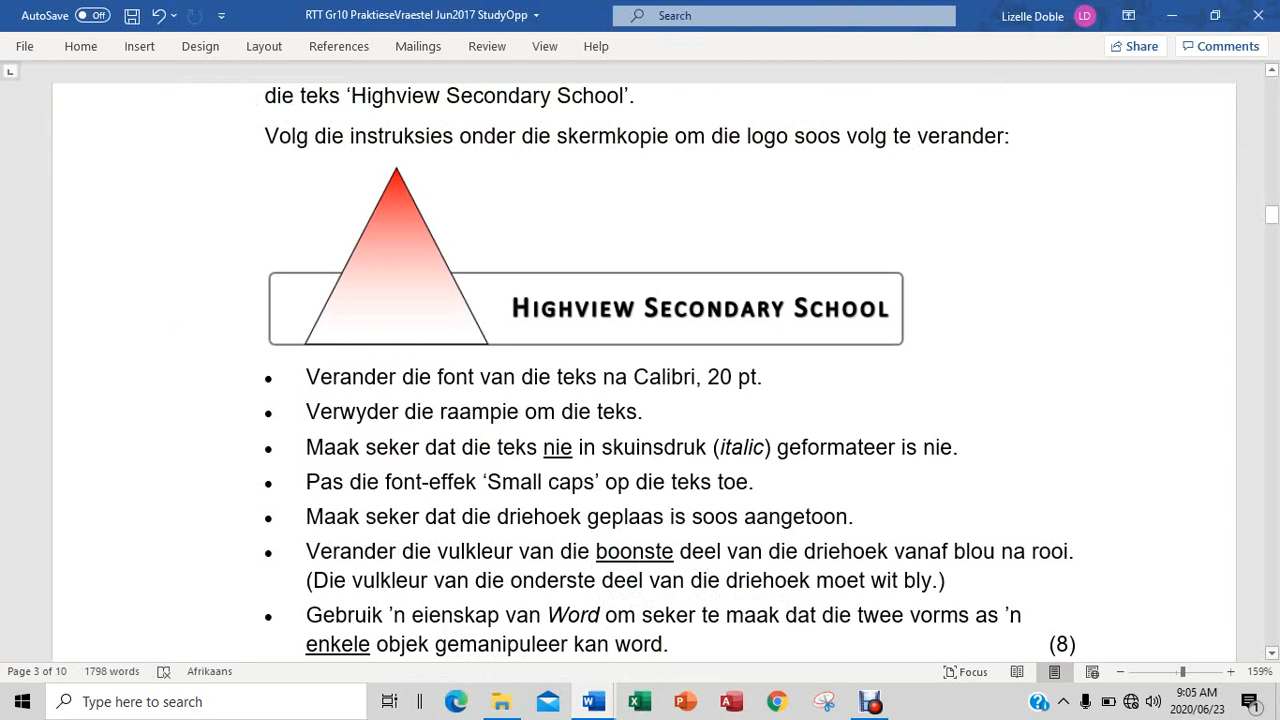 AutoSave Off RTT Gr10 PraktieseVraestel Jun2017 StudyOpp Search Lizelle Doble LD
File Home Insert Design Layout References Mailings Review View Help Share Comments
die teks ‘Highview Secondary School’.
Volg die instruksies onder die skermkopie om die logo soos volg te verander:
HIGHVIEW SECONDARY SCHOOL
• Verander die font van die teks na Calibri, 20 pt.
• Verwyder die raampie om die teks.
• Maak seker dat die teks nie in skuinsdruk (italic) geformateer is nie.
• Pas die font-effek ‘Small caps’ op die teks toe.
• Maak seker dat die driehoek geplaas is soos aangetoon.
• Verander die vulkleur van die boonste deel van die driehoek vanaf blou na rooi.
(Die vulkleur van die onderste deel van die driehoek moet wit bly.)
• Gebruik ’n eienskap van Word om seker te maak dat die twee vorms as ’n
enkele objek gemanipuleer kan word. (8)
Page 3 of 10 1798 words Afrikaans Focus 159%
Type here to search 9:05 AM
2020/06/23